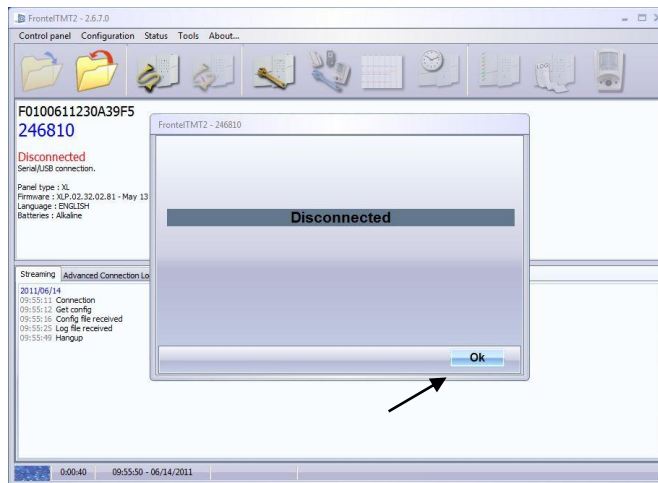 FrontelTMT2 - 2.6.7.0
Control panel Configuration Status Tools About...
F0100611230A39F5
246810
Disconnected
Serial/USB connection.
Panel type : XL
Firmware : XLP.02.32.02.81 - May 13
Language : ENGLISH
Batteries : Alkaline
FrontelTMT2 - 246810
Disconnected
Ok
Streaming Advanced Connection Lo
2011/06/14
09:55:11 Connection
09:55:12 Get config
09:55:16 Config file received
09:55:25 Log file received
09:55:49 Hangup
0:00:40 09:55:50 - 06/14/2011